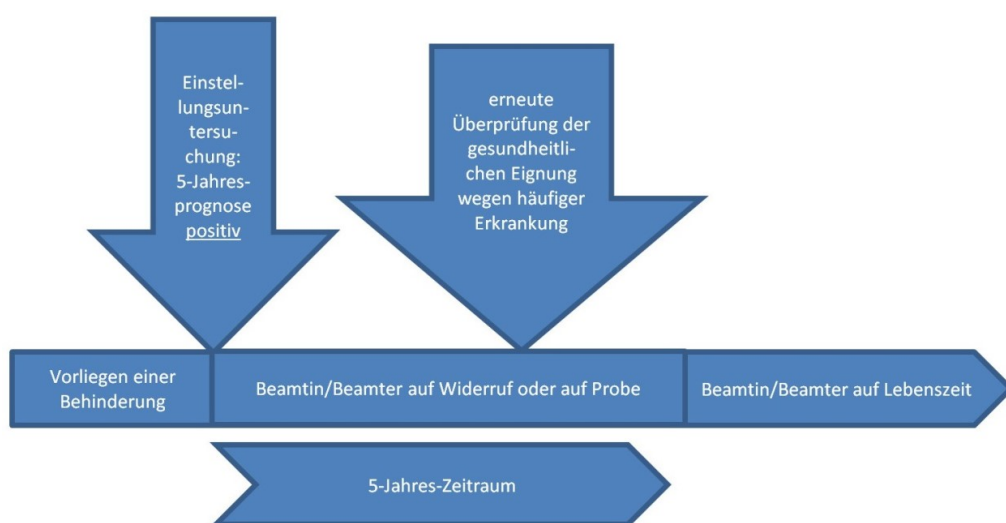 Einstel-
lungsun-
tersu-
chung:
5-Jahres-
prognose
positiv
erneute
Überprüfung der
gesundheitli-
chen Eignung
wegen häufiger
Erkrankung
Vorliegen einer
Behinderung
Beamtin/Beamter auf Widerruf oder auf Probe
Beamtin/Beamter auf Lebenszeit
5-Jahres-Zeitraum